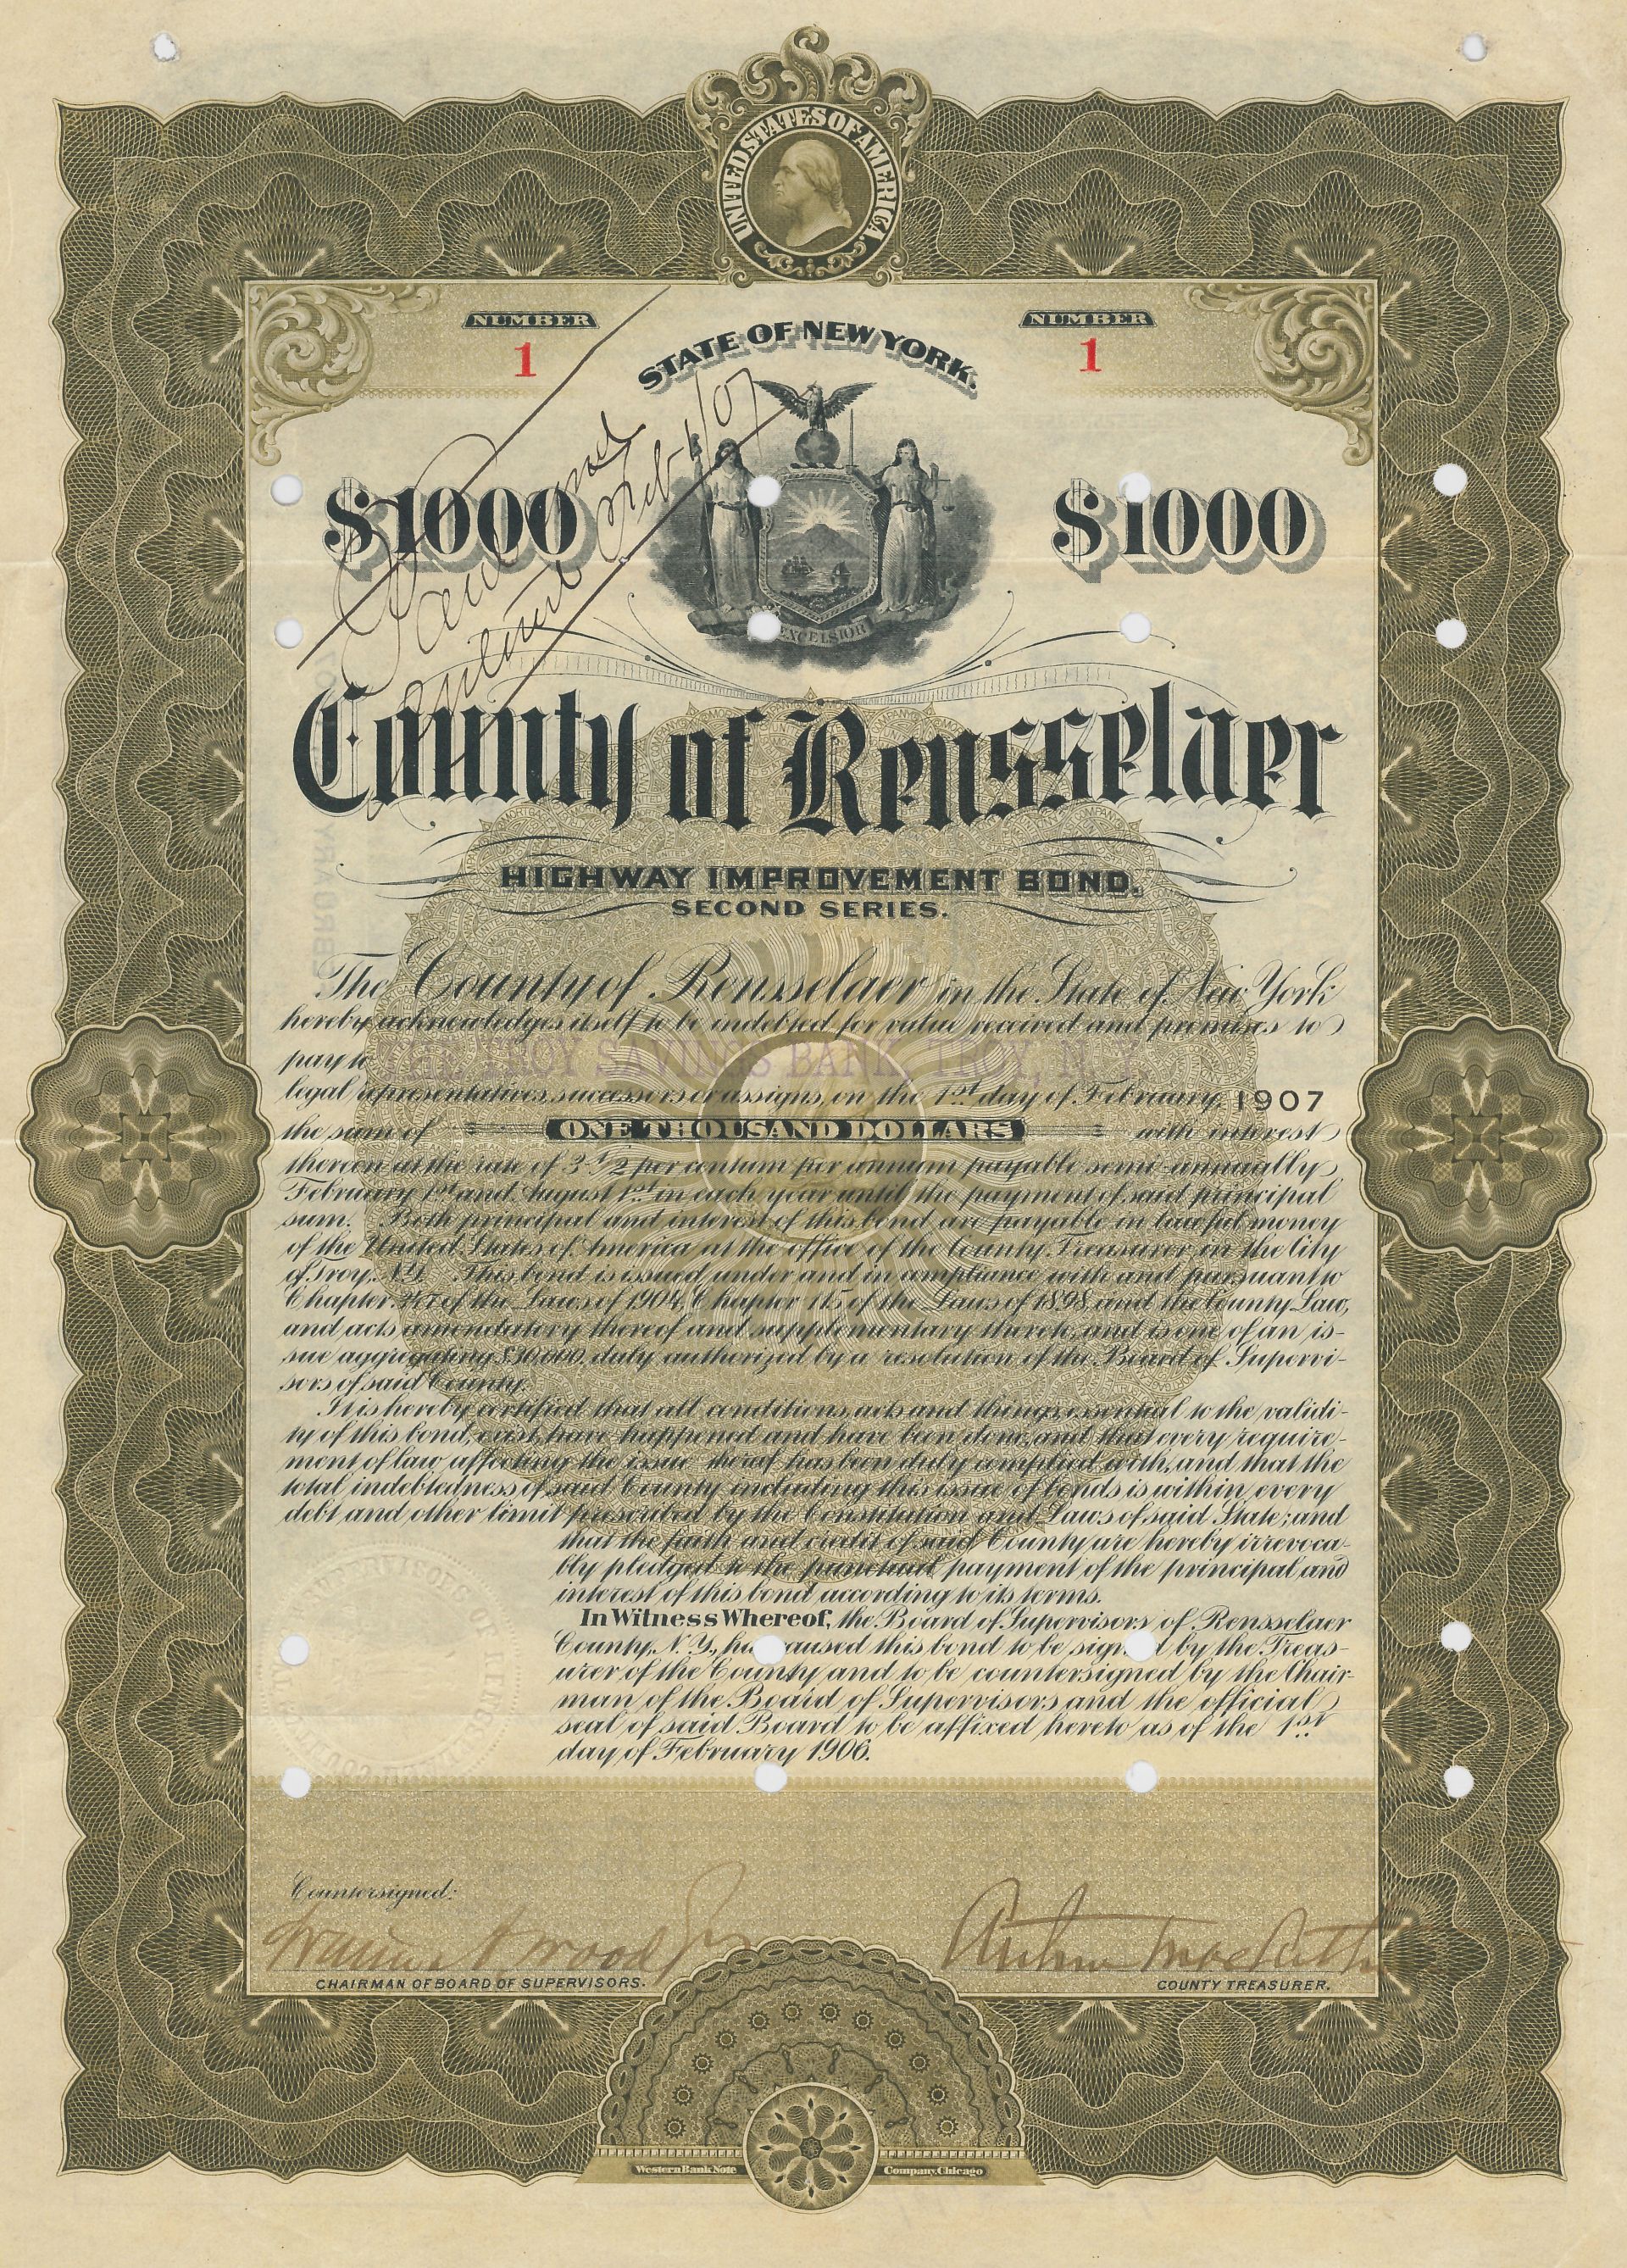 UNITED STATES OF AMERICA
NUMBER NUMBER
1 1
STATE OF NEW YORK.
$1000 $1000
EXCELSIOR
County of Rensselaer
HIGHWAY IMPROVEMENT BOND.
SECOND SERIES.
The County of Rensselaer in the State of New York
hereby acknowledges itself to be indebted for value received and promises to
pay to THE TROY SAVINGS BANK, TROY, N. Y.
legal representatives, successors or assigns, on the 1st day of February, 1907
the sum of ONE THOUSAND DOLLARS with interest
thereon at the rate of 3 1/2 per centum per annum payable semi-annually
February 1st and August 1st in each year until the payment of said principal
sum. Both principal and interest of this bond are payable in lawful money
of the United States of America at the office of the County Treasurer, in the City
of Troy, N.Y. This bond is issued under and in compliance with and pursuant to
Chapter of the Laws of 1904, Chapter 115 of the Laws of 1898, and the County Law,
and acts amendatory thereof and supplementary thereto, and is one of an is-
sue aggregating $30,000, duly authorized by a resolution of the Board of Supervi-
sors of said County.
It is hereby certified that all conditions, acts and things, essential to the validi-
ty of this bond, exist, have happened and have been done, and that every require-
ment of law affecting the issue thereof has been duly complied with, and that the
total indebtedness of said County including this issue of bonds is within every
debt and other limit prescribed by the Constitution and Laws of said State; and
that the faith and credit of said County are hereby irrevoca-
bly pledged to the punctual payment of the principal and
interest of this bond according to its terms.
In Witness Whereof, the Board of Supervisors of Rensselaer
County, N.Y., has caused this bond to be signed by the Treas-
urer of the County and to be countersigned by the Chair-
man of the Board of Supervisors and the official
seal of said Board to be affixed hereto as of the 1st
day of February 1906.
Countersigned:
CHAIRMAN OF BOARD OF SUPERVISORS.
COUNTY TREASURER.
Western Bank Note Company, Chicago